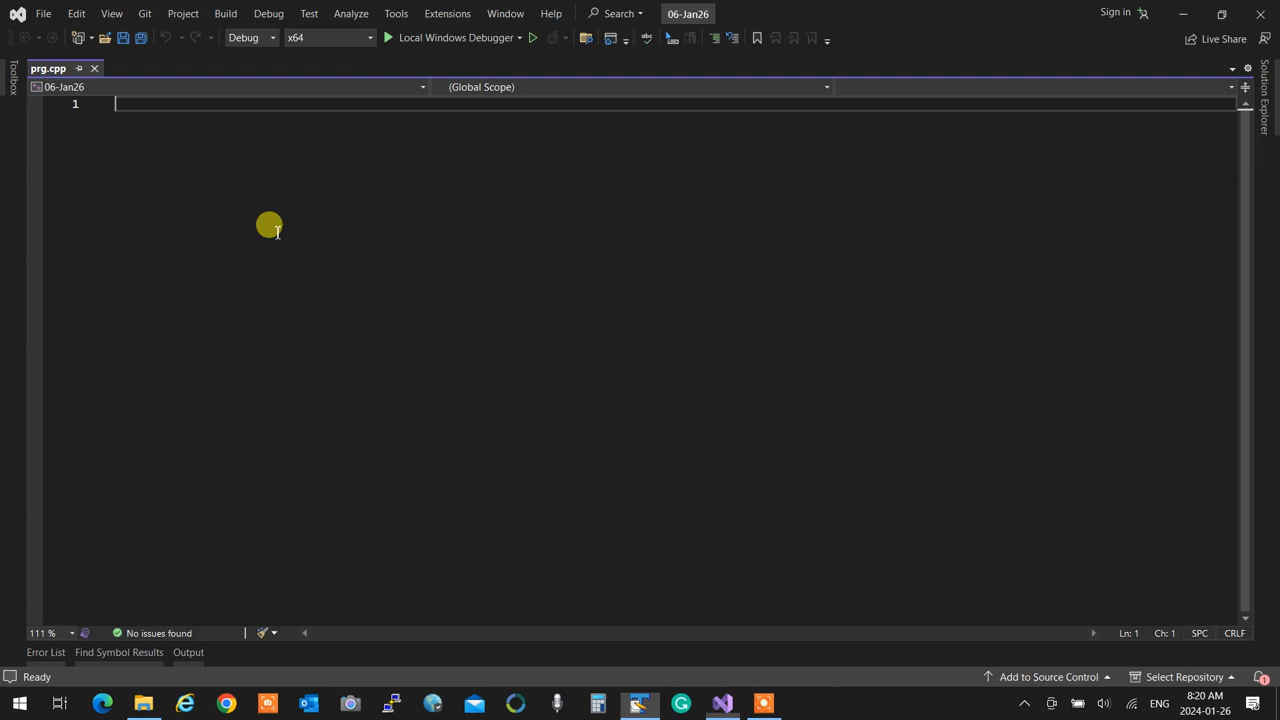 File Edit View Git Project Build Debug Test Analyze Tools Extensions Window Help Search 06-Jan26 Sign in
Debug x64 Local Windows Debugger Live Share
Toolbox
prg.cpp
06-Jan26 (Global Scope)
1
Solution Explorer
111 % No issues found Ln: 1 Ch: 1 SPC CRLF
Error List Find Symbol Results Output
Ready Add to Source Control Select Repository 1
ENG 8:20 AM
2024-01-26